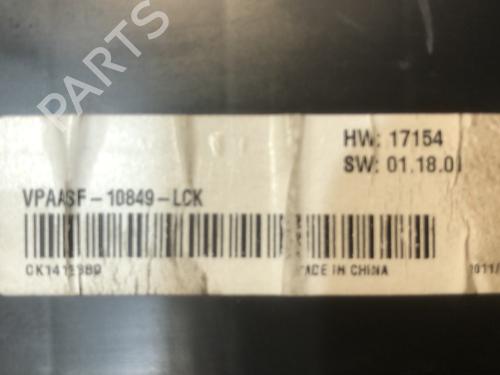 B-PARTS
HW: 17154
SW: 01.18.0
VPAASF-10849-LCK
MADE IN CHINA